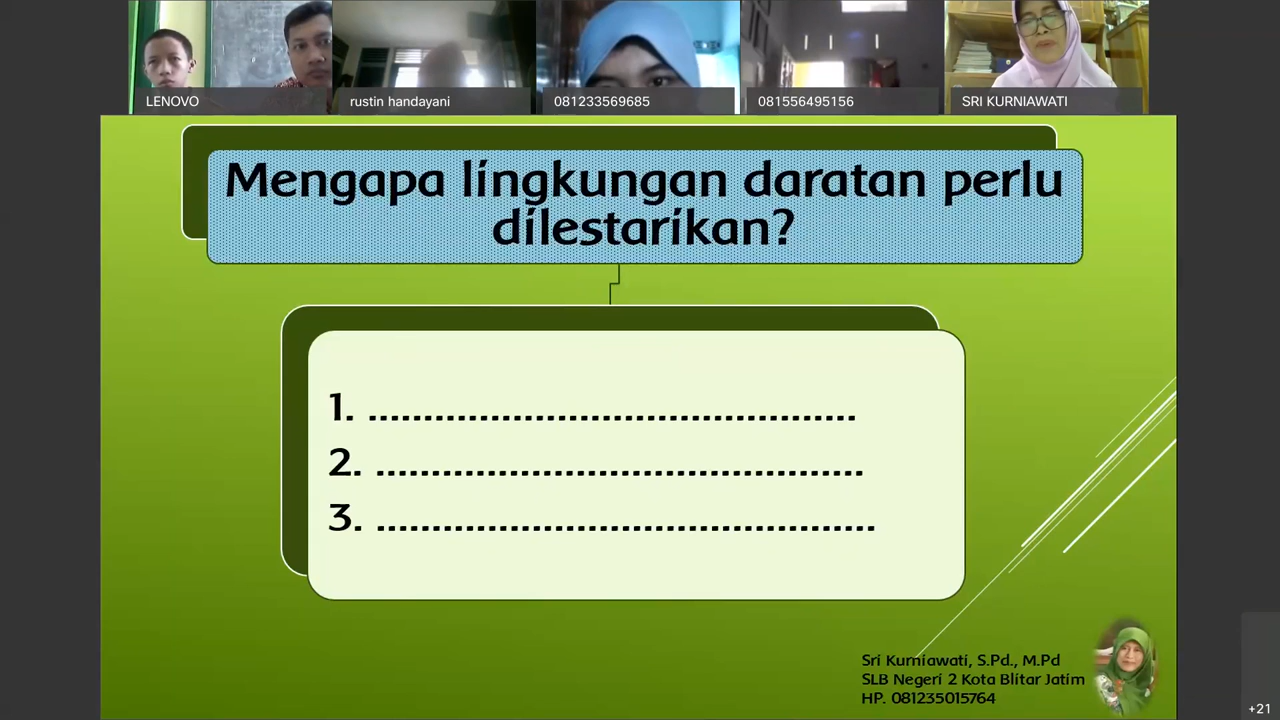 LENOVO
rustin handayani
081233569685
081556495156
SRI KURNIAWATI
Mengapa lingkungan daratan perlu
dilestarikan?
1. ............................................
2. ............................................
3. .............................................
Sri Kurniawati, S.Pd., M.Pd
SLB Negeri 2 Kota Blitar Jatim
HP. 081235015764
+21